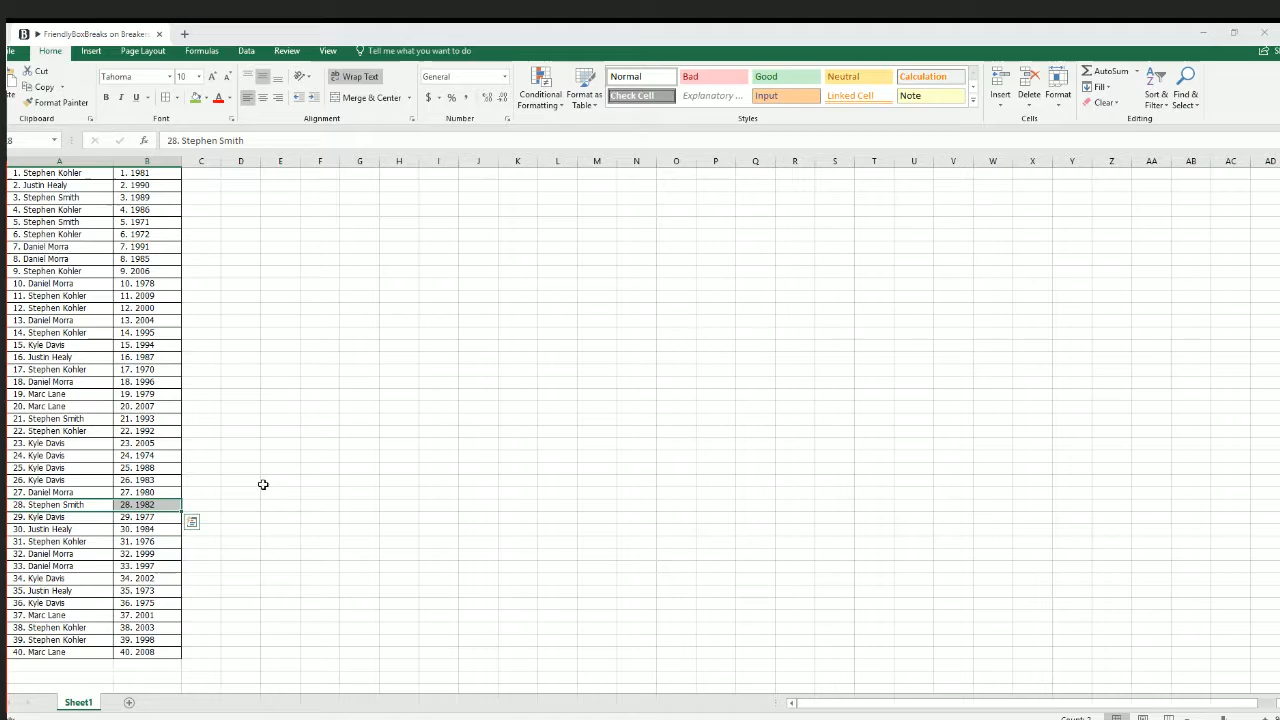 FriendlyBoxBreaks on Breaker
Home Insert Page Layout Formulas Data Review View Tell me what you want to do
Cut
Copy
Format Painter
Clipboard
Tahoma 10
B I U
Font
Wrap Text
Merge & Center
Alignment
General
$ % ,
Number
Conditional Formatting
Format as Table
Normal Bad Good Neutral Calculation
Check Cell Explanatory ... Input Linked Cell Note
Styles
Insert Delete Format
Cells
AutoSum
Fill
Clear
Sort & Filter
Find & Select
Editing
28. Stephen Smith
A B C D E F G H I J K L M N O P Q R S T U V W X Y Z AA AB AC AD
1. Stephen Kohler 1. 1981
2. Justin Healy 2. 1990
3. Stephen Smith 3. 1989
4. Stephen Kohler 4. 1986
5. Stephen Smith 5. 1971
6. Stephen Kohler 6. 1972
7. Daniel Morra 7. 1991
8. Daniel Morra 8. 1985
9. Stephen Kohler 9. 2006
10. Daniel Morra 10. 1978
11. Stephen Kohler 11. 2009
12. Stephen Kohler 12. 2000
13. Daniel Morra 13. 2004
14. Stephen Kohler 14. 1995
15. Kyle Davis 15. 1994
16. Justin Healy 16. 1987
17. Stephen Kohler 17. 1970
18. Daniel Morra 18. 1996
19. Marc Lane 19. 1979
20. Marc Lane 20. 2007
21. Stephen Smith 21. 1993
22. Stephen Kohler 22. 1992
23. Kyle Davis 23. 2005
24. Kyle Davis 24. 1974
25. Kyle Davis 25. 1988
26. Kyle Davis 26. 1983
27. Daniel Morra 27. 1980
28. Stephen Smith 28. 1982
29. Kyle Davis 29. 1977
30. Justin Healy 30. 1984
31. Stephen Kohler 31. 1976
32. Daniel Morra 32. 1999
33. Daniel Morra 33. 1997
34. Kyle Davis 34. 2002
35. Justin Healy 35. 1973
36. Kyle Davis 36. 1975
37. Marc Lane 37. 2001
38. Stephen Kohler 38. 2003
39. Stephen Kohler 39. 1998
40. Marc Lane 40. 2008
Sheet1